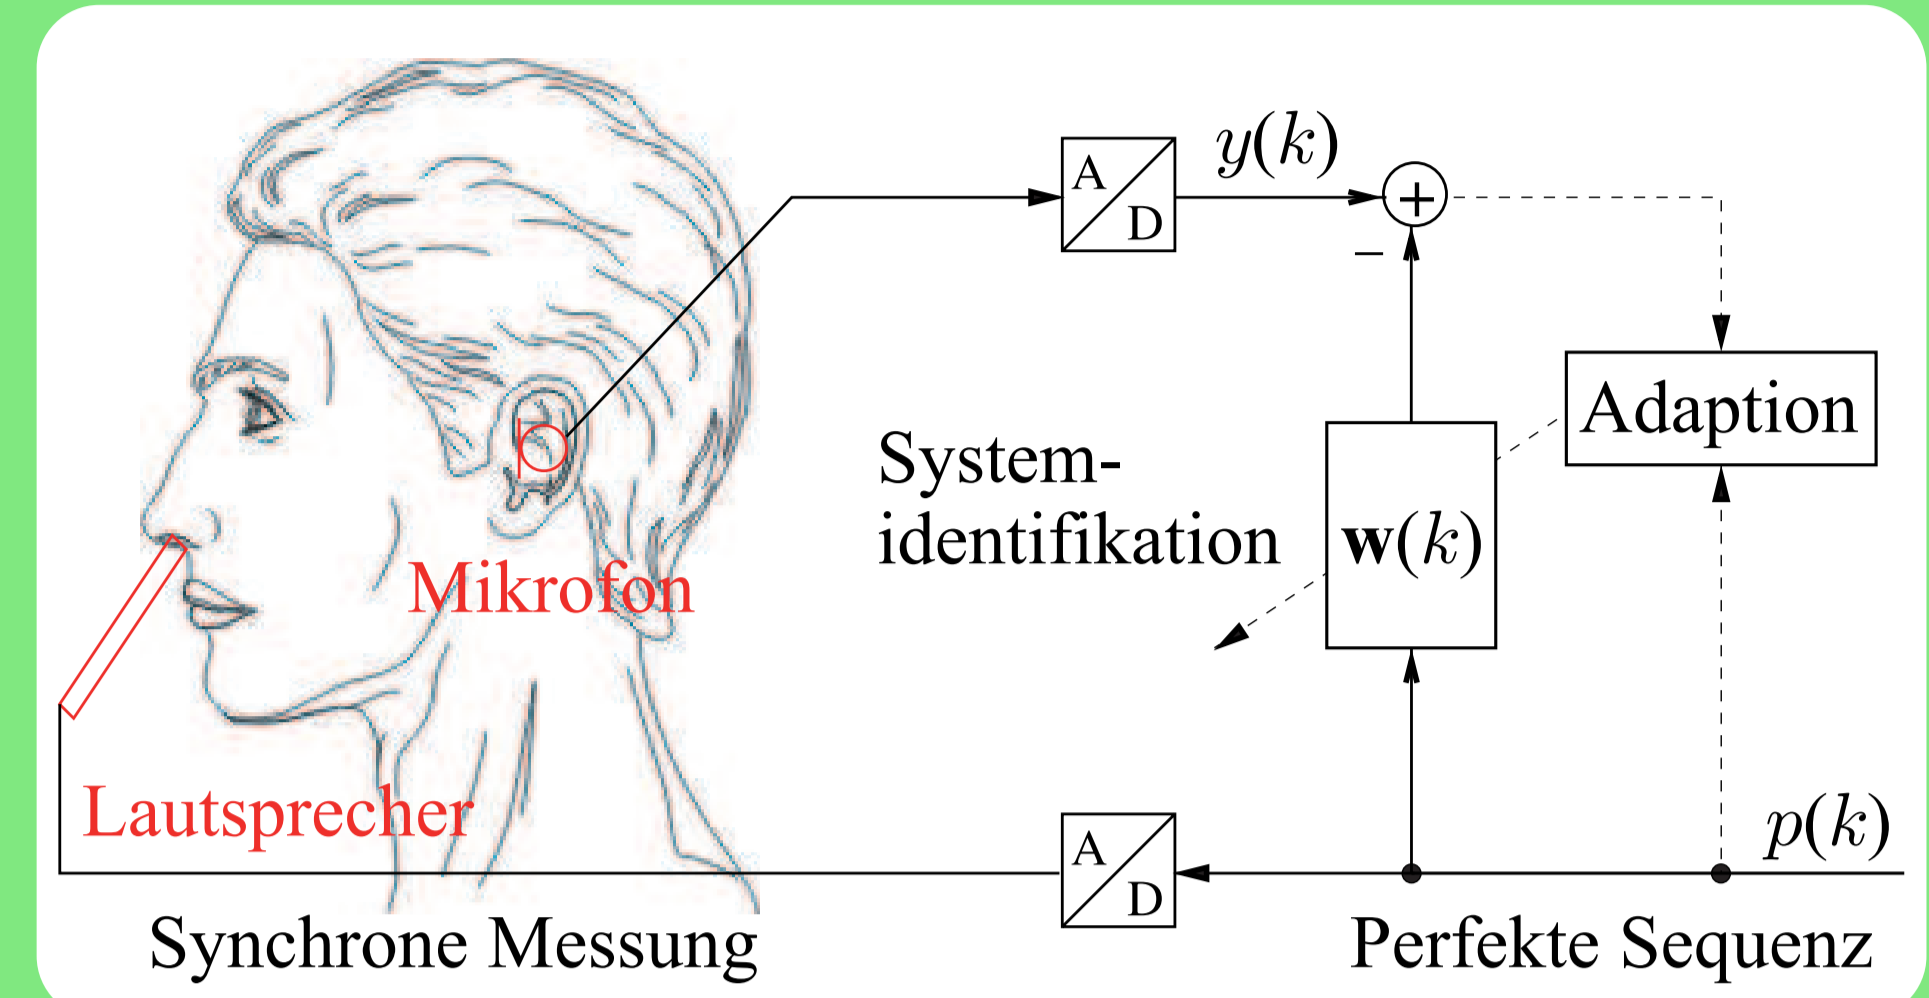 A
D
y(k)
+
−
Adaption
System-
identifikation
w(k)
Mikrofon
Lautsprecher
A
D
p(k)
Synchrone Messung
Perfekte Sequenz